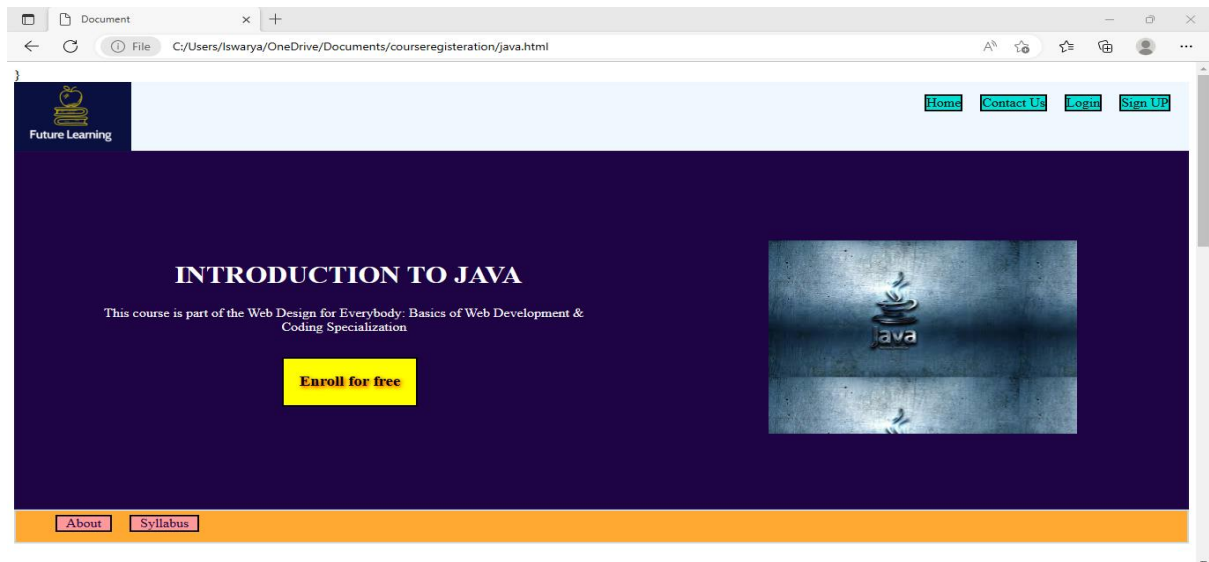 Document
File C:/Users/Iswarya/OneDrive/Documents/courseregisteration/java.html
}
Future Learning
Home Contact Us Login Sign UP
INTRODUCTION TO JAVA
This course is part of the Web Design for Everybody: Basics of Web Development &
Coding Specialization
Enroll for free
java
About Syllabus